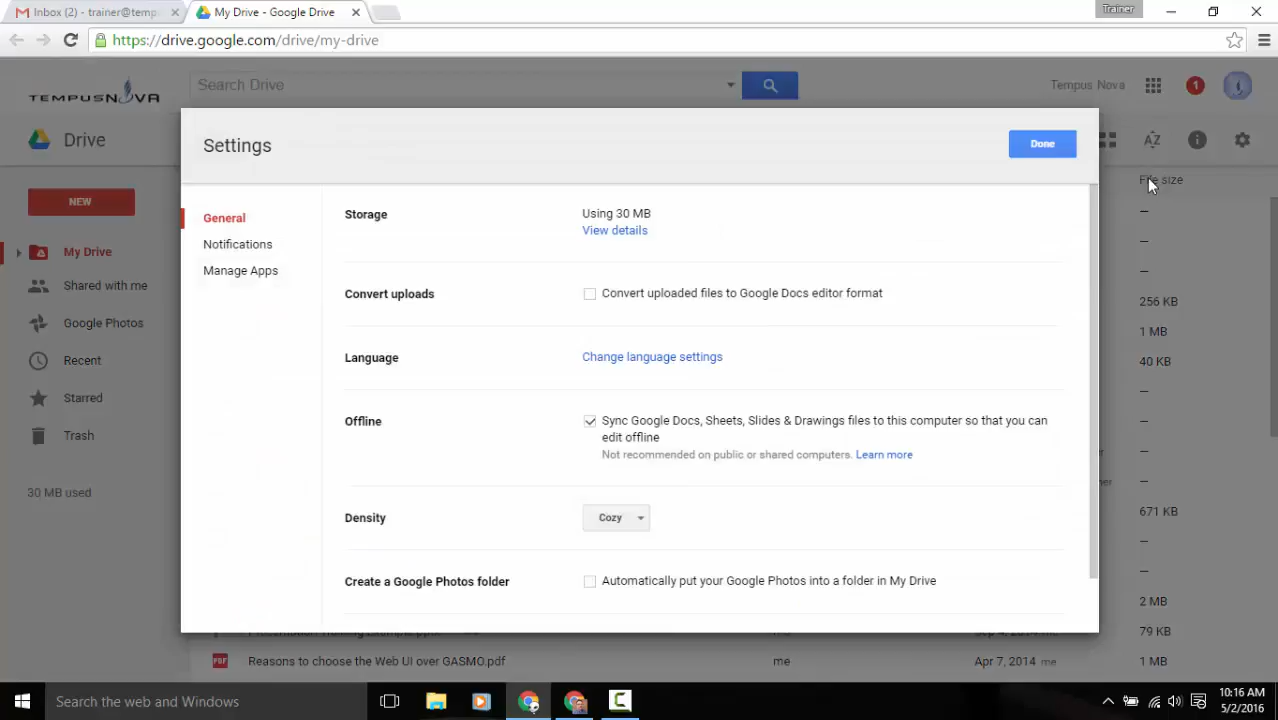 Inbox (2) - trainer@temp
My Drive - Google Drive
Trainer
https://drive.google.com/drive/my-drive
TEMPUSNOVA
Search Drive
Tempus Nova
1
Drive
Settings
Done
File size
NEW
General
Storage
Using 30 MB
View details
Notifications
Manage Apps
My Drive
Shared with me
Convert uploads
Convert uploaded files to Google Docs editor format
256 KB
Google Photos
1 MB
Language
Change language settings
Recent
40 KB
Starred
Offline
Sync Google Docs, Sheets, Slides & Drawings files to this computer so that you can
edit offline
Trash
Not recommended on public or shared computers. Learn more
30 MB used
671 KB
Density
Cozy
Create a Google Photos folder
Automatically put your Google Photos into a folder in My Drive
2 MB
79 KB
PDF
Reasons to choose the Web UI over GASMO.pdf
me
Apr 7, 2014 me
1 MB
Search the web and Windows
10:16 AM
5/2/2016